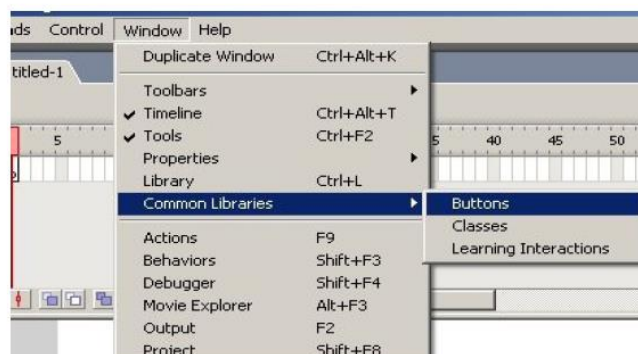 ds Control Window Help
Duplicate Window Ctrl+Alt+K
titled-1
Toolbars
Timeline Ctrl+Alt+T
Tools Ctrl+F2
5 5 40 45 50
Properties
Library Ctrl+L
Common Libraries Buttons
Classes
Learning Interactions
Actions F9
Behaviors Shift+F3
Debugger Shift+F4
Movie Explorer Alt+F3
Output F2
Project Shift+F8